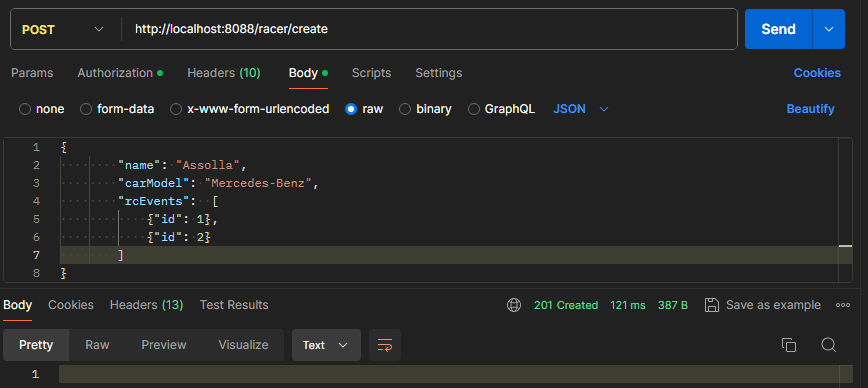 POST http://localhost:8088/racer/create Send
Params Authorization Headers (10) Body Scripts Settings Cookies
none form-data x-www-form-urlencoded raw binary GraphQL JSON Beautify
1 {
2 "name": "Assolla",
3 "carModel": "Mercedes-Benz",
4 "rcEvents": [
5 {"id": 1},
6 {"id": 2}
7 ]
8 }
Body Cookies Headers (13) Test Results 201 Created 121 ms 387 B Save as example
Pretty Raw Preview Visualize Text
1